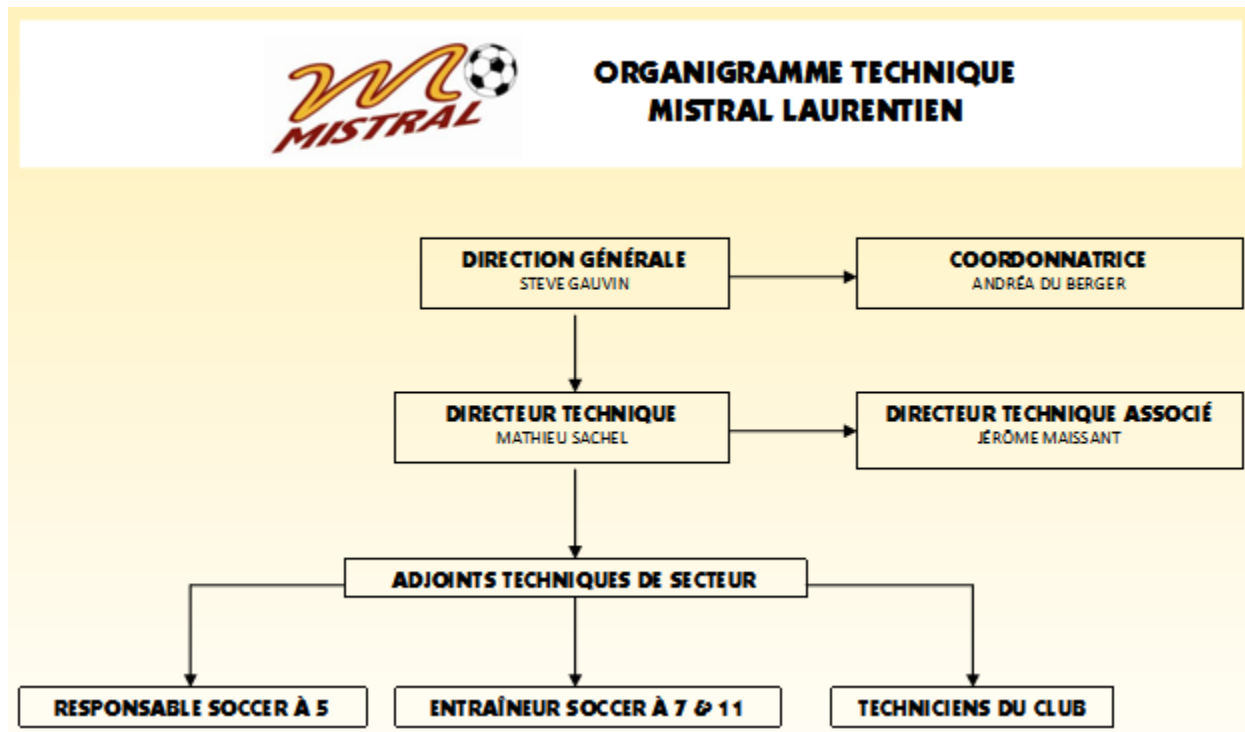 MISTRAL
ORGANIGRAMME TECHNIQUE
MISTRAL LAURENTIEN
DIRECTION GÉNÉRALE
STEVE GAUVIN
COORDONNATRICE
ANDRÉA DU BERGER
DIRECTEUR TECHNIQUE
MATHIEU SACHEL
DIRECTEUR TECHNIQUE ASSOCIÉ
JÉRÔME MAISSANT
ADJOINTS TECHNIQUES DE SECTEUR
RESPONSABLE SOCCER À 5
ENTRAÎNEUR SOCCER À 7 & 11
TECHNICIENS DU CLUB